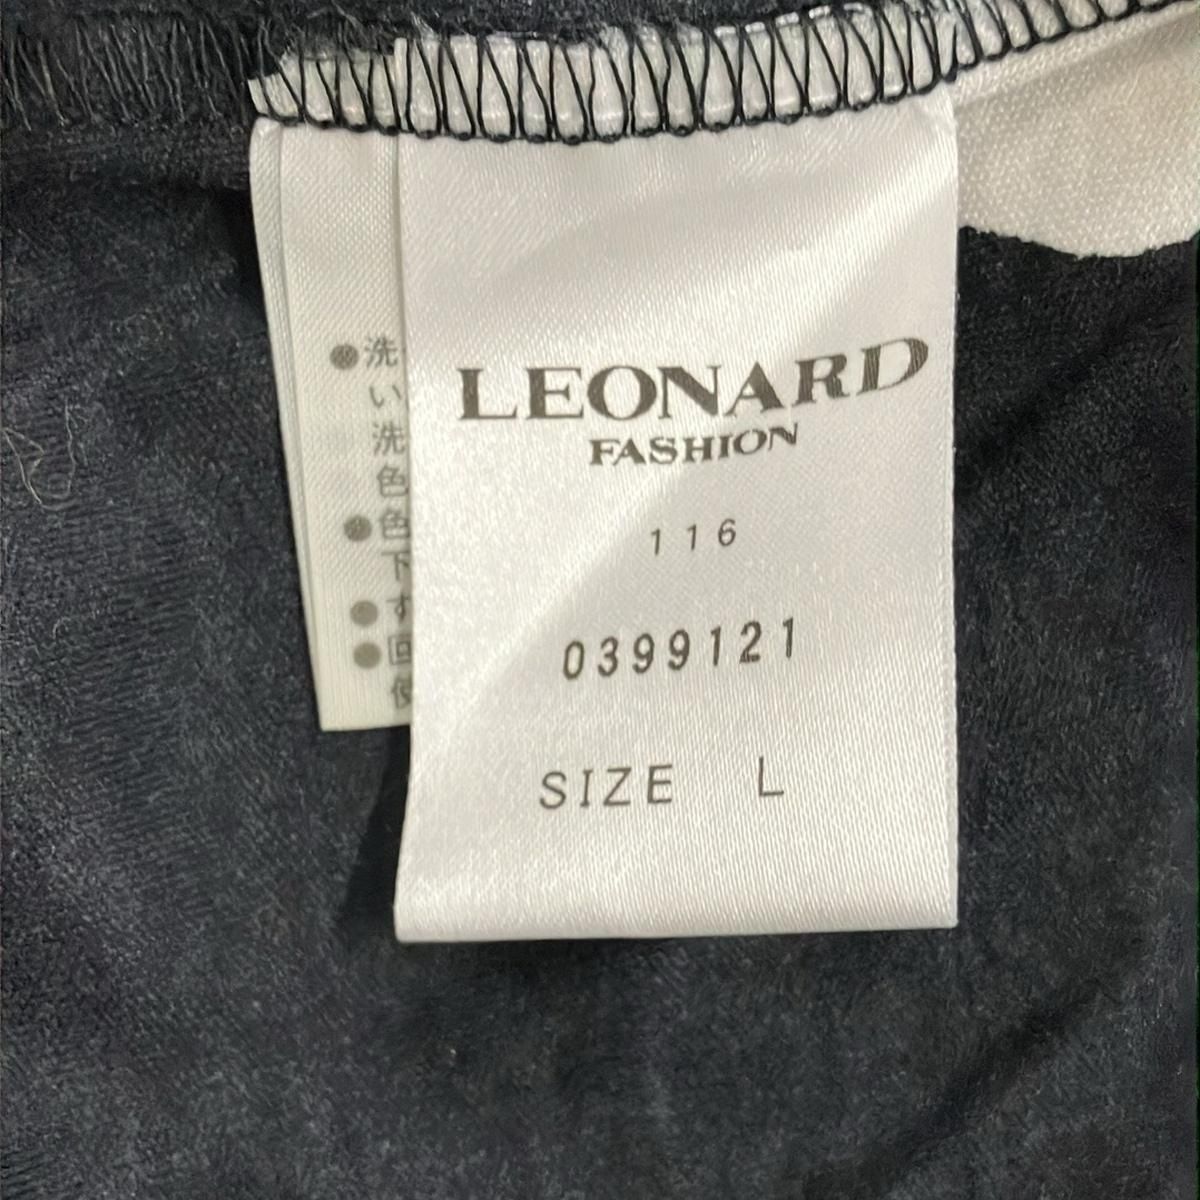 LEONARD
FASHION
116
0399121
SIZE L
●洗
い
洗
色
●色
下
●す
●回
使